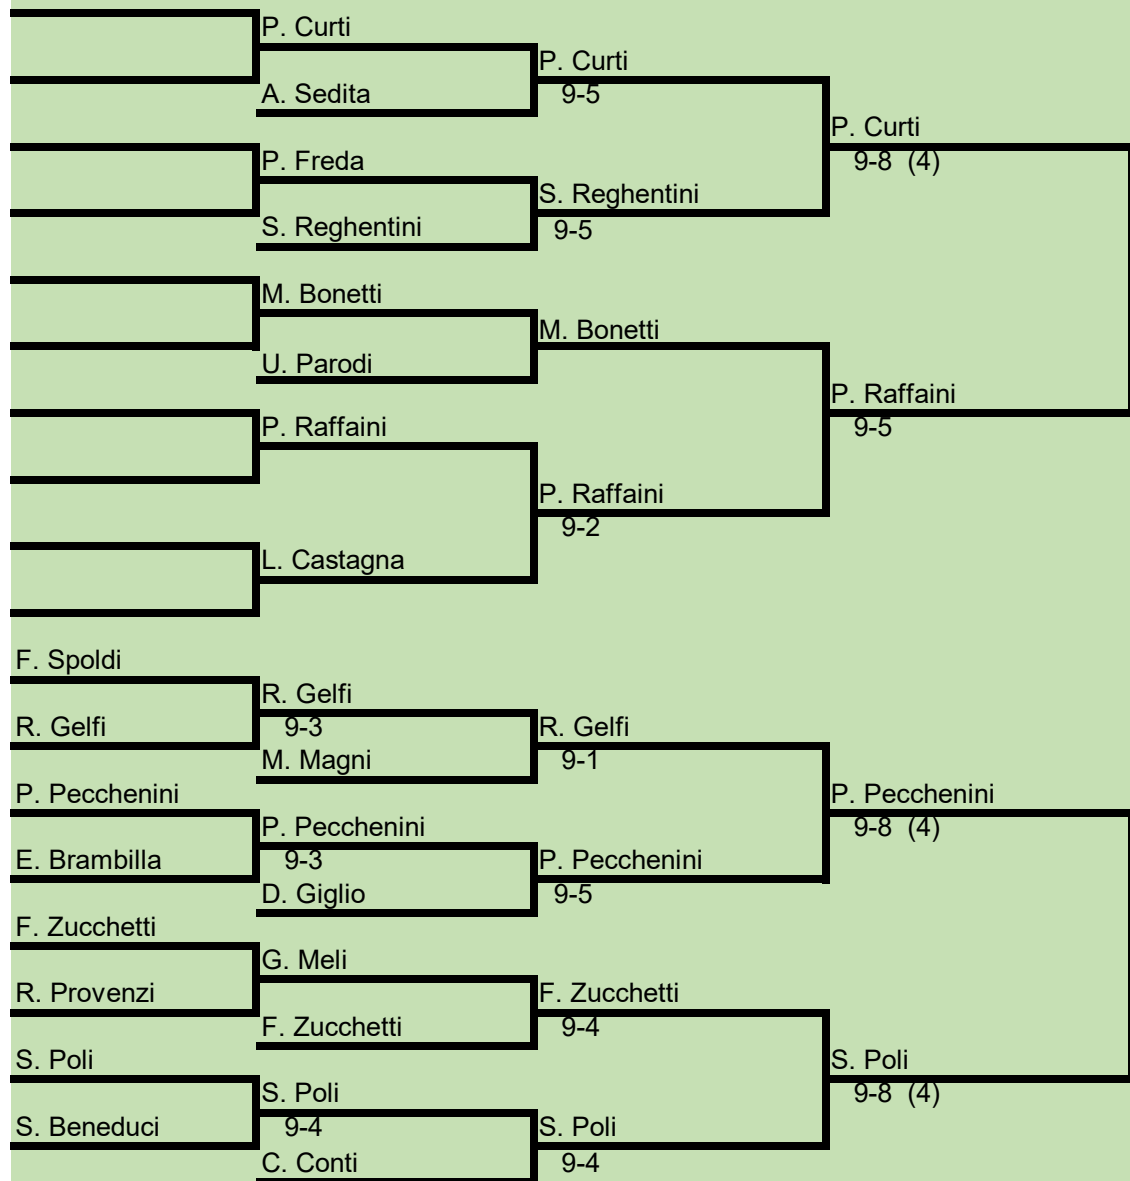 P. Curti
P. Curti
A. Sedita
9-5
P. Curti
P. Freda
9-8 (4)
S. Reghentini
S. Reghentini
9-5
M. Bonetti
M. Bonetti
U. Parodi
P. Raffaini
P. Raffaini
9-5
P. Raffaini
9-2
L. Castagna
F. Spoldi
R. Gelfi
R. Gelfi
9-3
R. Gelfi
M. Magni
9-1
P. Pecchenini
P. Pecchenini
P. Pecchenini
9-8 (4)
E. Brambilla
9-3
P. Pecchenini
D. Giglio
9-5
F. Zucchetti
G. Meli
R. Provenzi
F. Zucchetti
F. Zucchetti
9-4
S. Poli
S. Poli
S. Poli
9-8 (4)
S. Beneduci
9-4
S. Poli
C. Conti
9-4